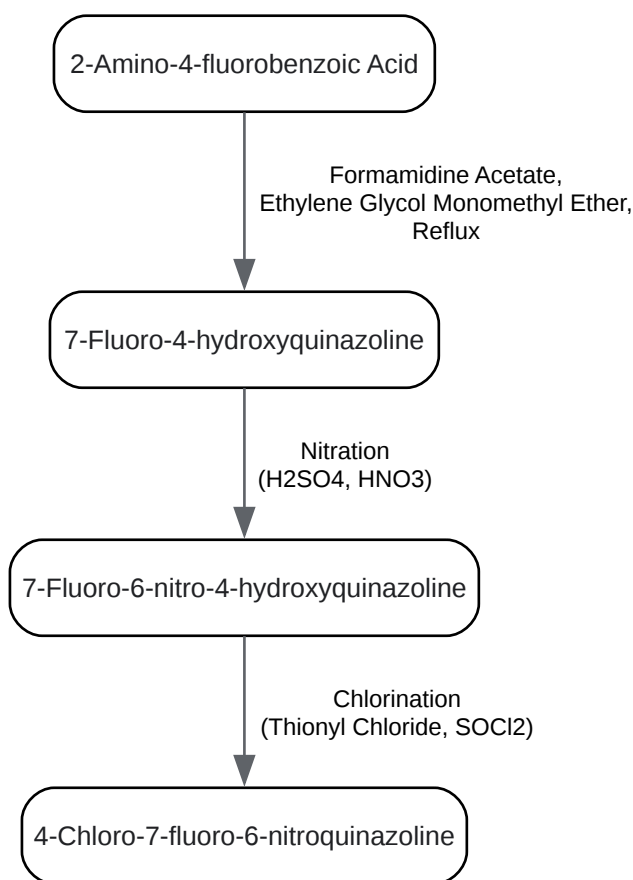 2-Amino-4-fluorobenzoic Acid
Formamidine Acetate,
Ethylene Glycol Monomethyl Ether,
Reflux
7-Fluoro-4-hydroxyquinazoline
Nitration
(H2SO4, HNO3)
7-Fluoro-6-nitro-4-hydroxyquinazoline
Chlorination
(Thionyl Chloride, SOCl2)
4-Chloro-7-fluoro-6-nitroquinazoline